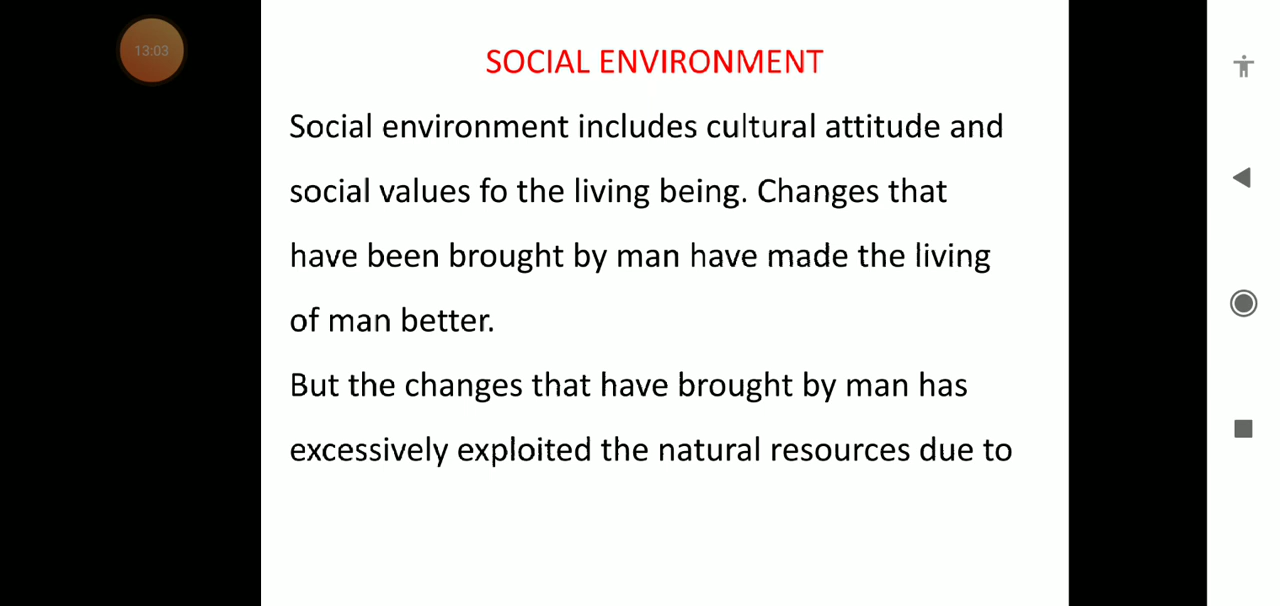 13:03
SOCIAL ENVIRONMENT
Social environment includes cultural attitude and
social values fo the living being. Changes that
have been brought by man have made the living
of man better.
But the changes that have brought by man has
excessively exploited the natural resources due to